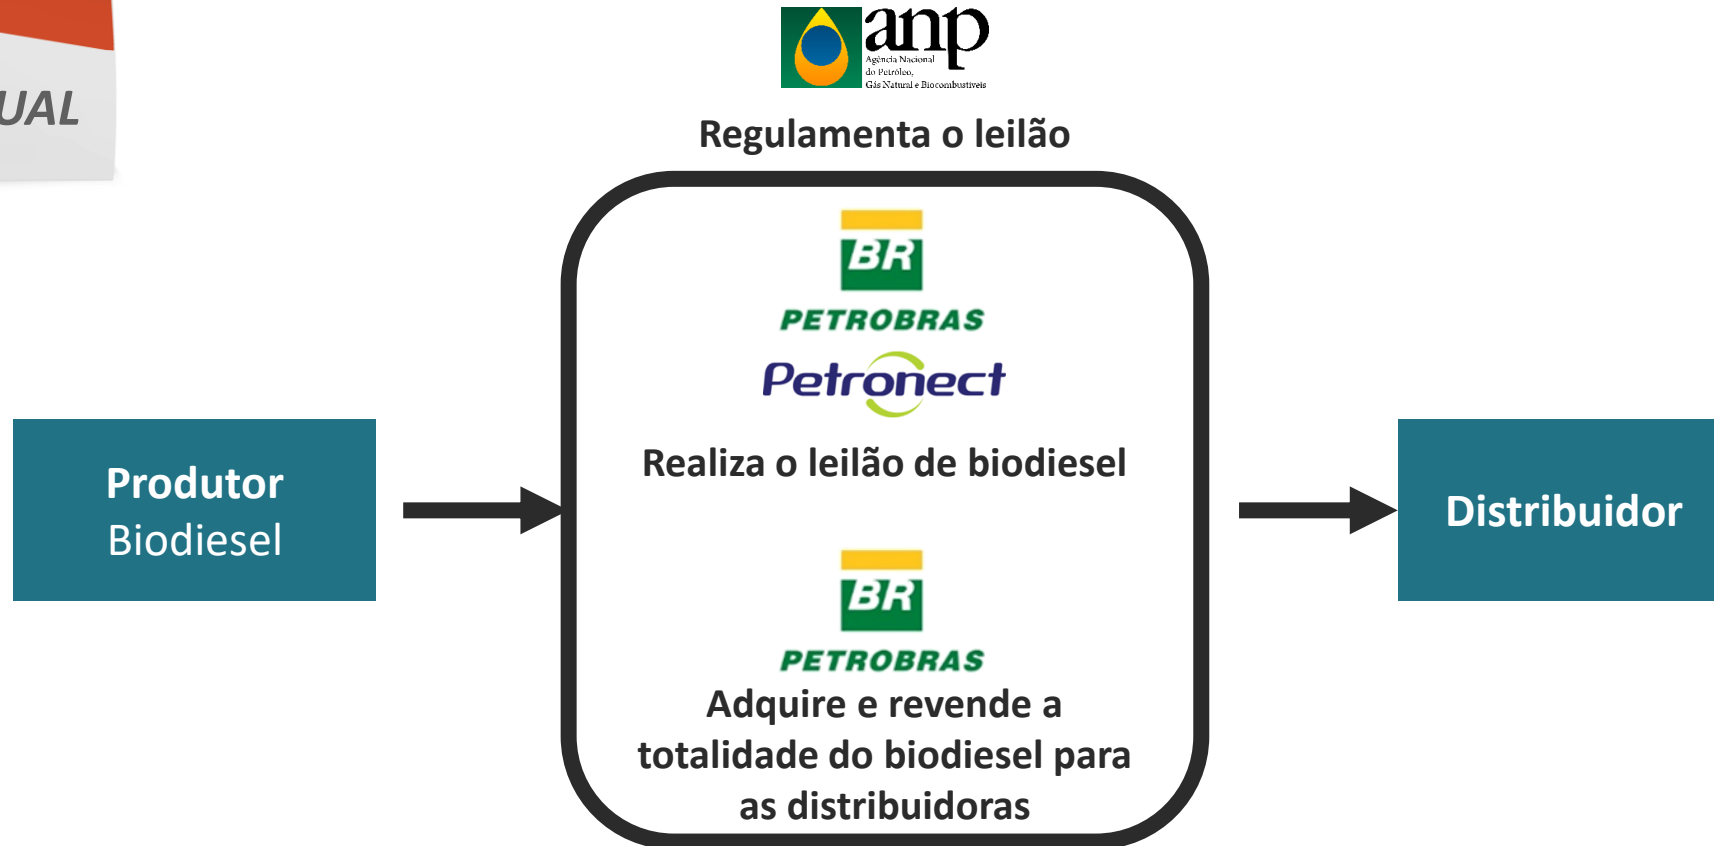 UAL
anp
Agência Nacional
do Petróleo,
Gás Natural e Biocombustíveis
Regulamenta o leilão
BR
PETROBRAS
Petronect
Realiza o leilão de biodiesel
Produtor
Biodiesel
Distribuidor
BR
PETROBRAS
Adquire e revende a
totalidade do biodiesel para
as distribuidoras